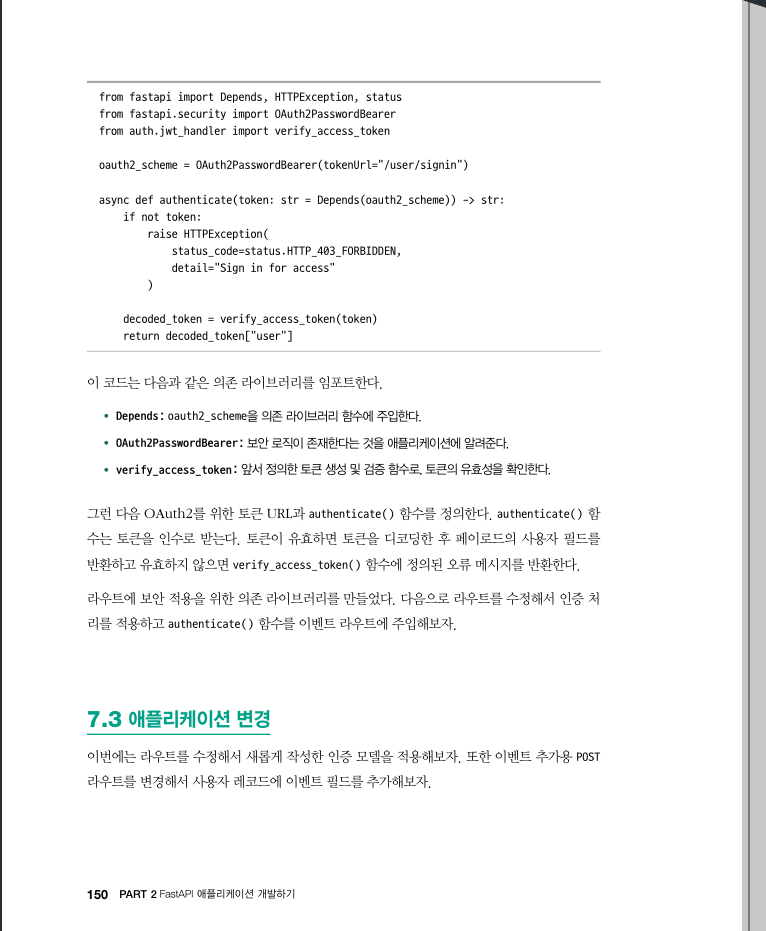 from fastapi import Depends, HTTPException, status
from fastapi.security import OAuth2PasswordBearer
from auth.jwt_handler import verify_access_token

oauth2_scheme = OAuth2PasswordBearer(tokenUrl="/user/signin")

async def authenticate(token: str = Depends(oauth2_scheme)) -> str:
    if not token:
        raise HTTPException(
            status_code=status.HTTP_403_FORBIDDEN,
            detail="Sign in for access"
        )

    decoded_token = verify_access_token(token)
    return decoded_token["user"]
이 코드는 다음과 같은 의존 라이브러리를 임포트한다.
• Depends: oauth2_scheme을 의존 라이브러리 함수에 주입한다.
• OAuth2PasswordBearer: 보안 로직이 존재한다는 것을 애플리케이션에 알려준다.
• verify_access_token: 앞서 정의한 토큰 생성 및 검증 함수로, 토큰의 유효성을 확인한다.
그런 다음 OAuth2를 위한 토큰 URL과 authenticate() 함수를 정의한다. authenticate() 함
수는 토큰을 인수로 받는다. 토큰이 유효하면 토큰을 디코딩한 후 페이로드의 사용자 필드를
반환하고 유효하지 않으면 verify_access_token() 함수에 정의된 오류 메시지를 반환한다.
라우트에 보안 적용을 위한 의존 라이브러리를 만들었다. 다음으로 라우트를 수정해서 인증 처
리를 적용하고 authenticate() 함수를 이벤트 라우트에 주입해보자.
7.3 애플리케이션 변경
이번에는 라우트를 수정해서 새롭게 작성한 인증 모델을 적용해보자. 또한 이벤트 추가용 POST
라우트를 변경해서 사용자 레코드에 이벤트 필드를 추가해보자.
150 PART 2 FastAPI 애플리케이션 개발하기